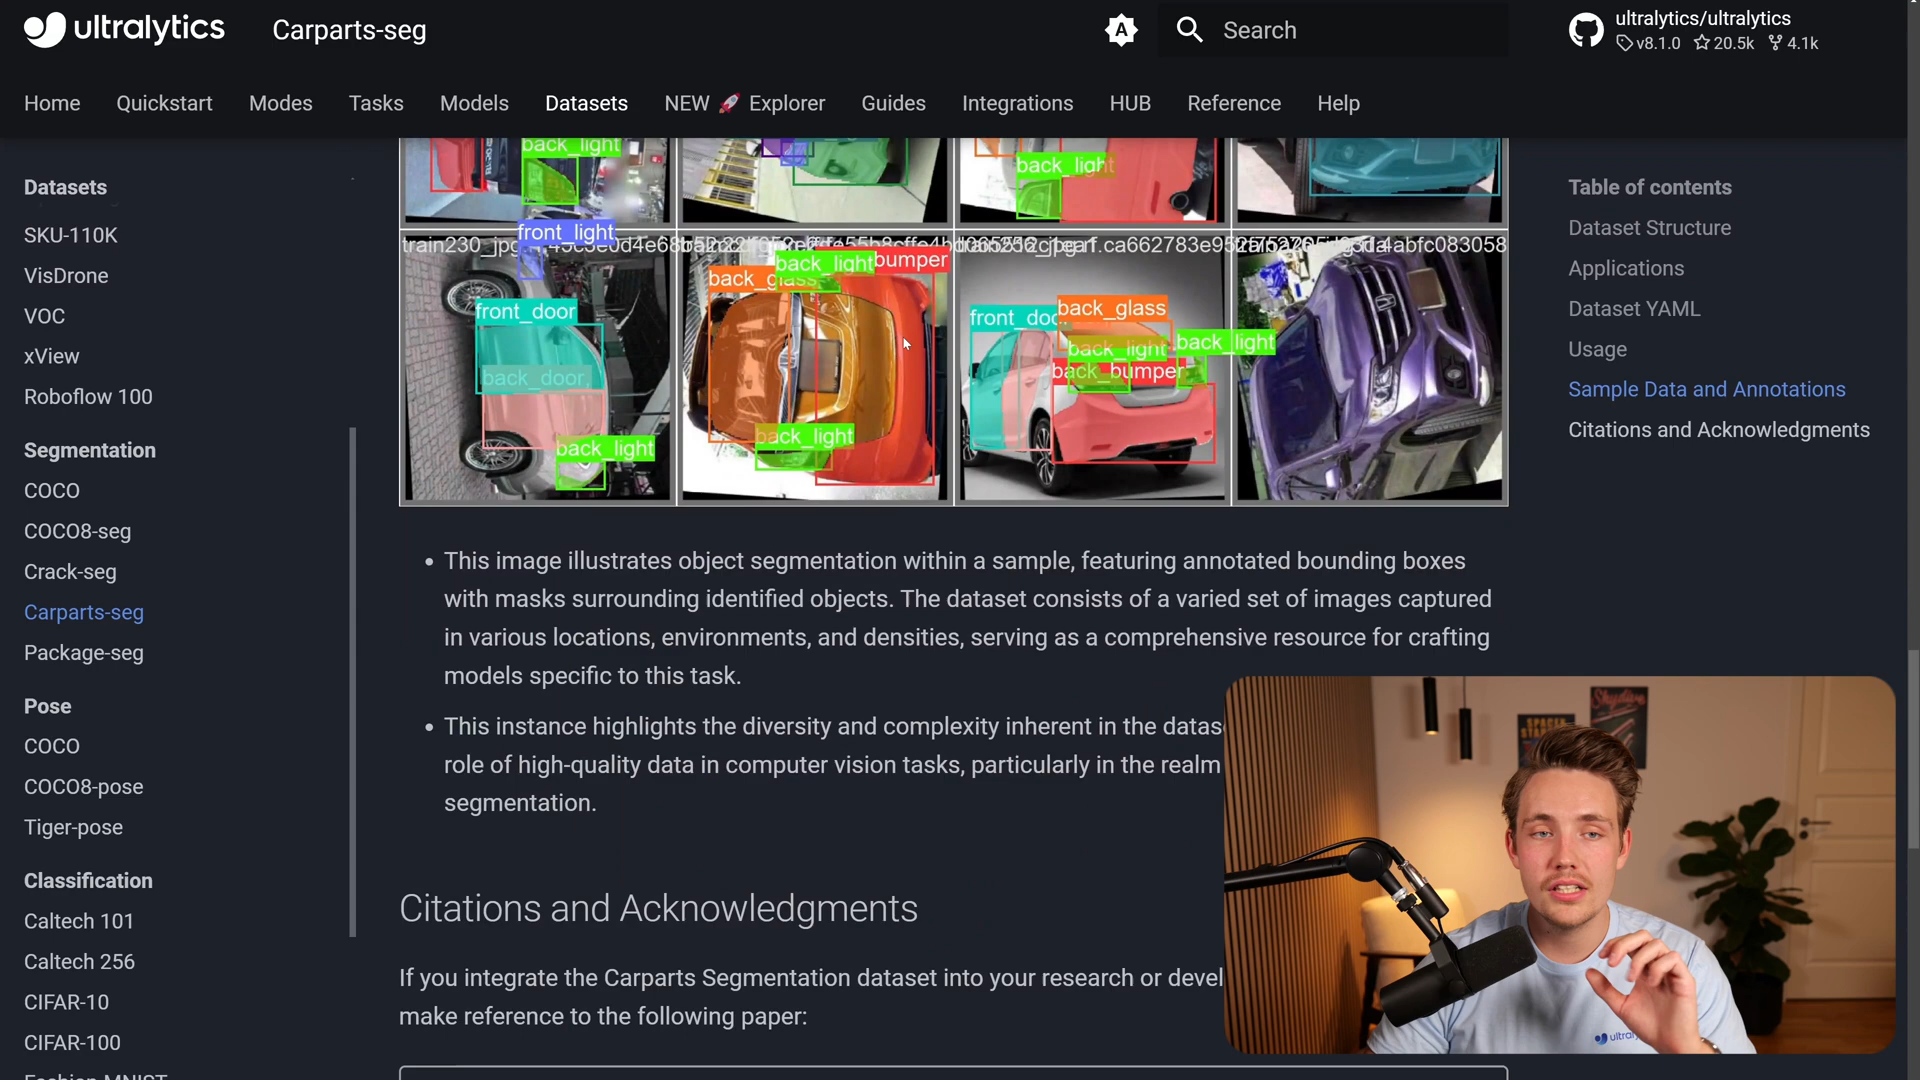 ultralytics
Carparts-seg
A
Search
ultralytics/ultralytics
v8.1.0 20.5k 4.1k
Home Quickstart Modes Tasks Models Datasets NEW 🚀 Explorer Guides Integrations HUB Reference Help
Datasets
SKU-110K
VisDrone
VOC
xView
Roboflow 100
Segmentation
COCO
COCO8-seg
Crack-seg
Carparts-seg
Package-seg
Pose
COCO
COCO8-pose
Tiger-pose
Classification
Caltech 101
Caltech 256
CIFAR-10
CIFAR-100
back_light
back_light
front_light
front_door
back_door
back_light
back_light
bumper
back_glass
back_light
front_doo
back_glass
back_light
back_light
back_bumper
This image illustrates object segmentation within a sample, featuring annotated bounding boxes
with masks surrounding identified objects. The dataset consists of a varied set of images captured
in various locations, environments, and densities, serving as a comprehensive resource for crafting
models specific to this task.
This instance highlights the diversity and complexity inherent in the datas
role of high-quality data in computer vision tasks, particularly in the realm
segmentation.
Citations and Acknowledgments
If you integrate the Carparts Segmentation dataset into your research or devel
make reference to the following paper:
Table of contents
Dataset Structure
Applications
Dataset YAML
Usage
Sample Data and Annotations
Citations and Acknowledgments
Skydive
ultraly